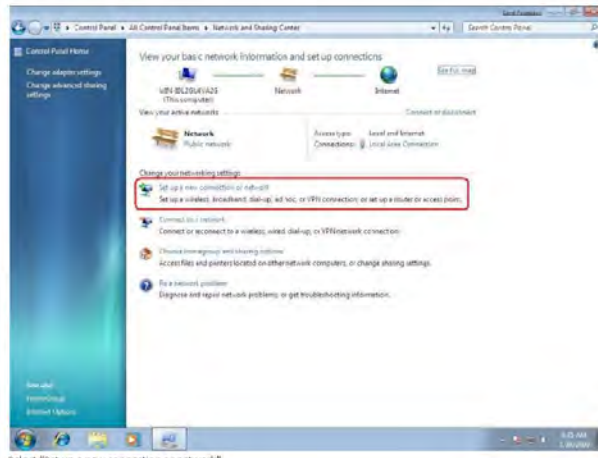 Control Panel ▸ All Control Panel Items ▸ Network and Sharing Center
Search Control Panel
Control Panel Home
Change adapter settings
Change advanced sharing settings
View your basic network information and set up connections
See full map
(This computer)
Network
Internet
View your active networks
Connect or disconnect
Network
Public network
Access type: Local and Internet
Connections: Local Area Connection
Change your networking settings
Set up a new connection or network
Set up a wireless, broadband, dial-up, ad hoc, or VPN connection; or set up a router or access point.
Connect to a network
Connect or reconnect to a wireless, wired, dial-up, or VPN network connection.
Choose homegroup and sharing options
Access files and printers located on other network computers, or change sharing settings.
Fix a network problem
Diagnose and repair network problems, or get troubleshooting information.
See also
HomeGroup
Internet Options